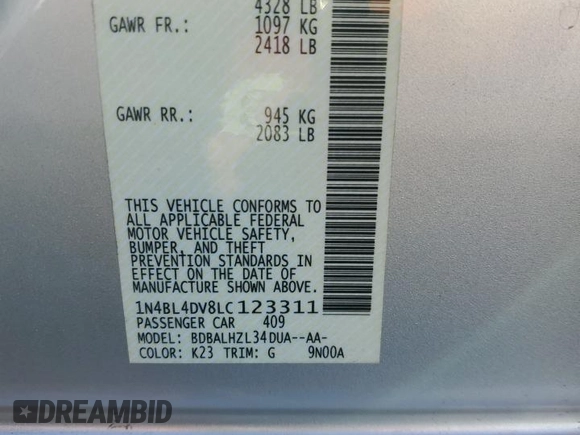 4328 LB
GAWR FR.: 1097 KG
2418 LB
GAWR RR.: 945 KG
2083 LB
THIS VEHICLE CONFORMS TO
ALL APPLICABLE FEDERAL
MOTOR VEHICLE SAFETY,
BUMPER, AND THEFT
PREVENTION STANDARDS
IN EFFECT ON THE DATE OF
MANUFACTURE SHOWN ABOVE.
1N4BL4DV8LC123311
PASSENGER CAR 409
MODEL: BDBALHZL34DUA--AA-
COLOR: K23 TRIM: G 9N00A
DREAMBID